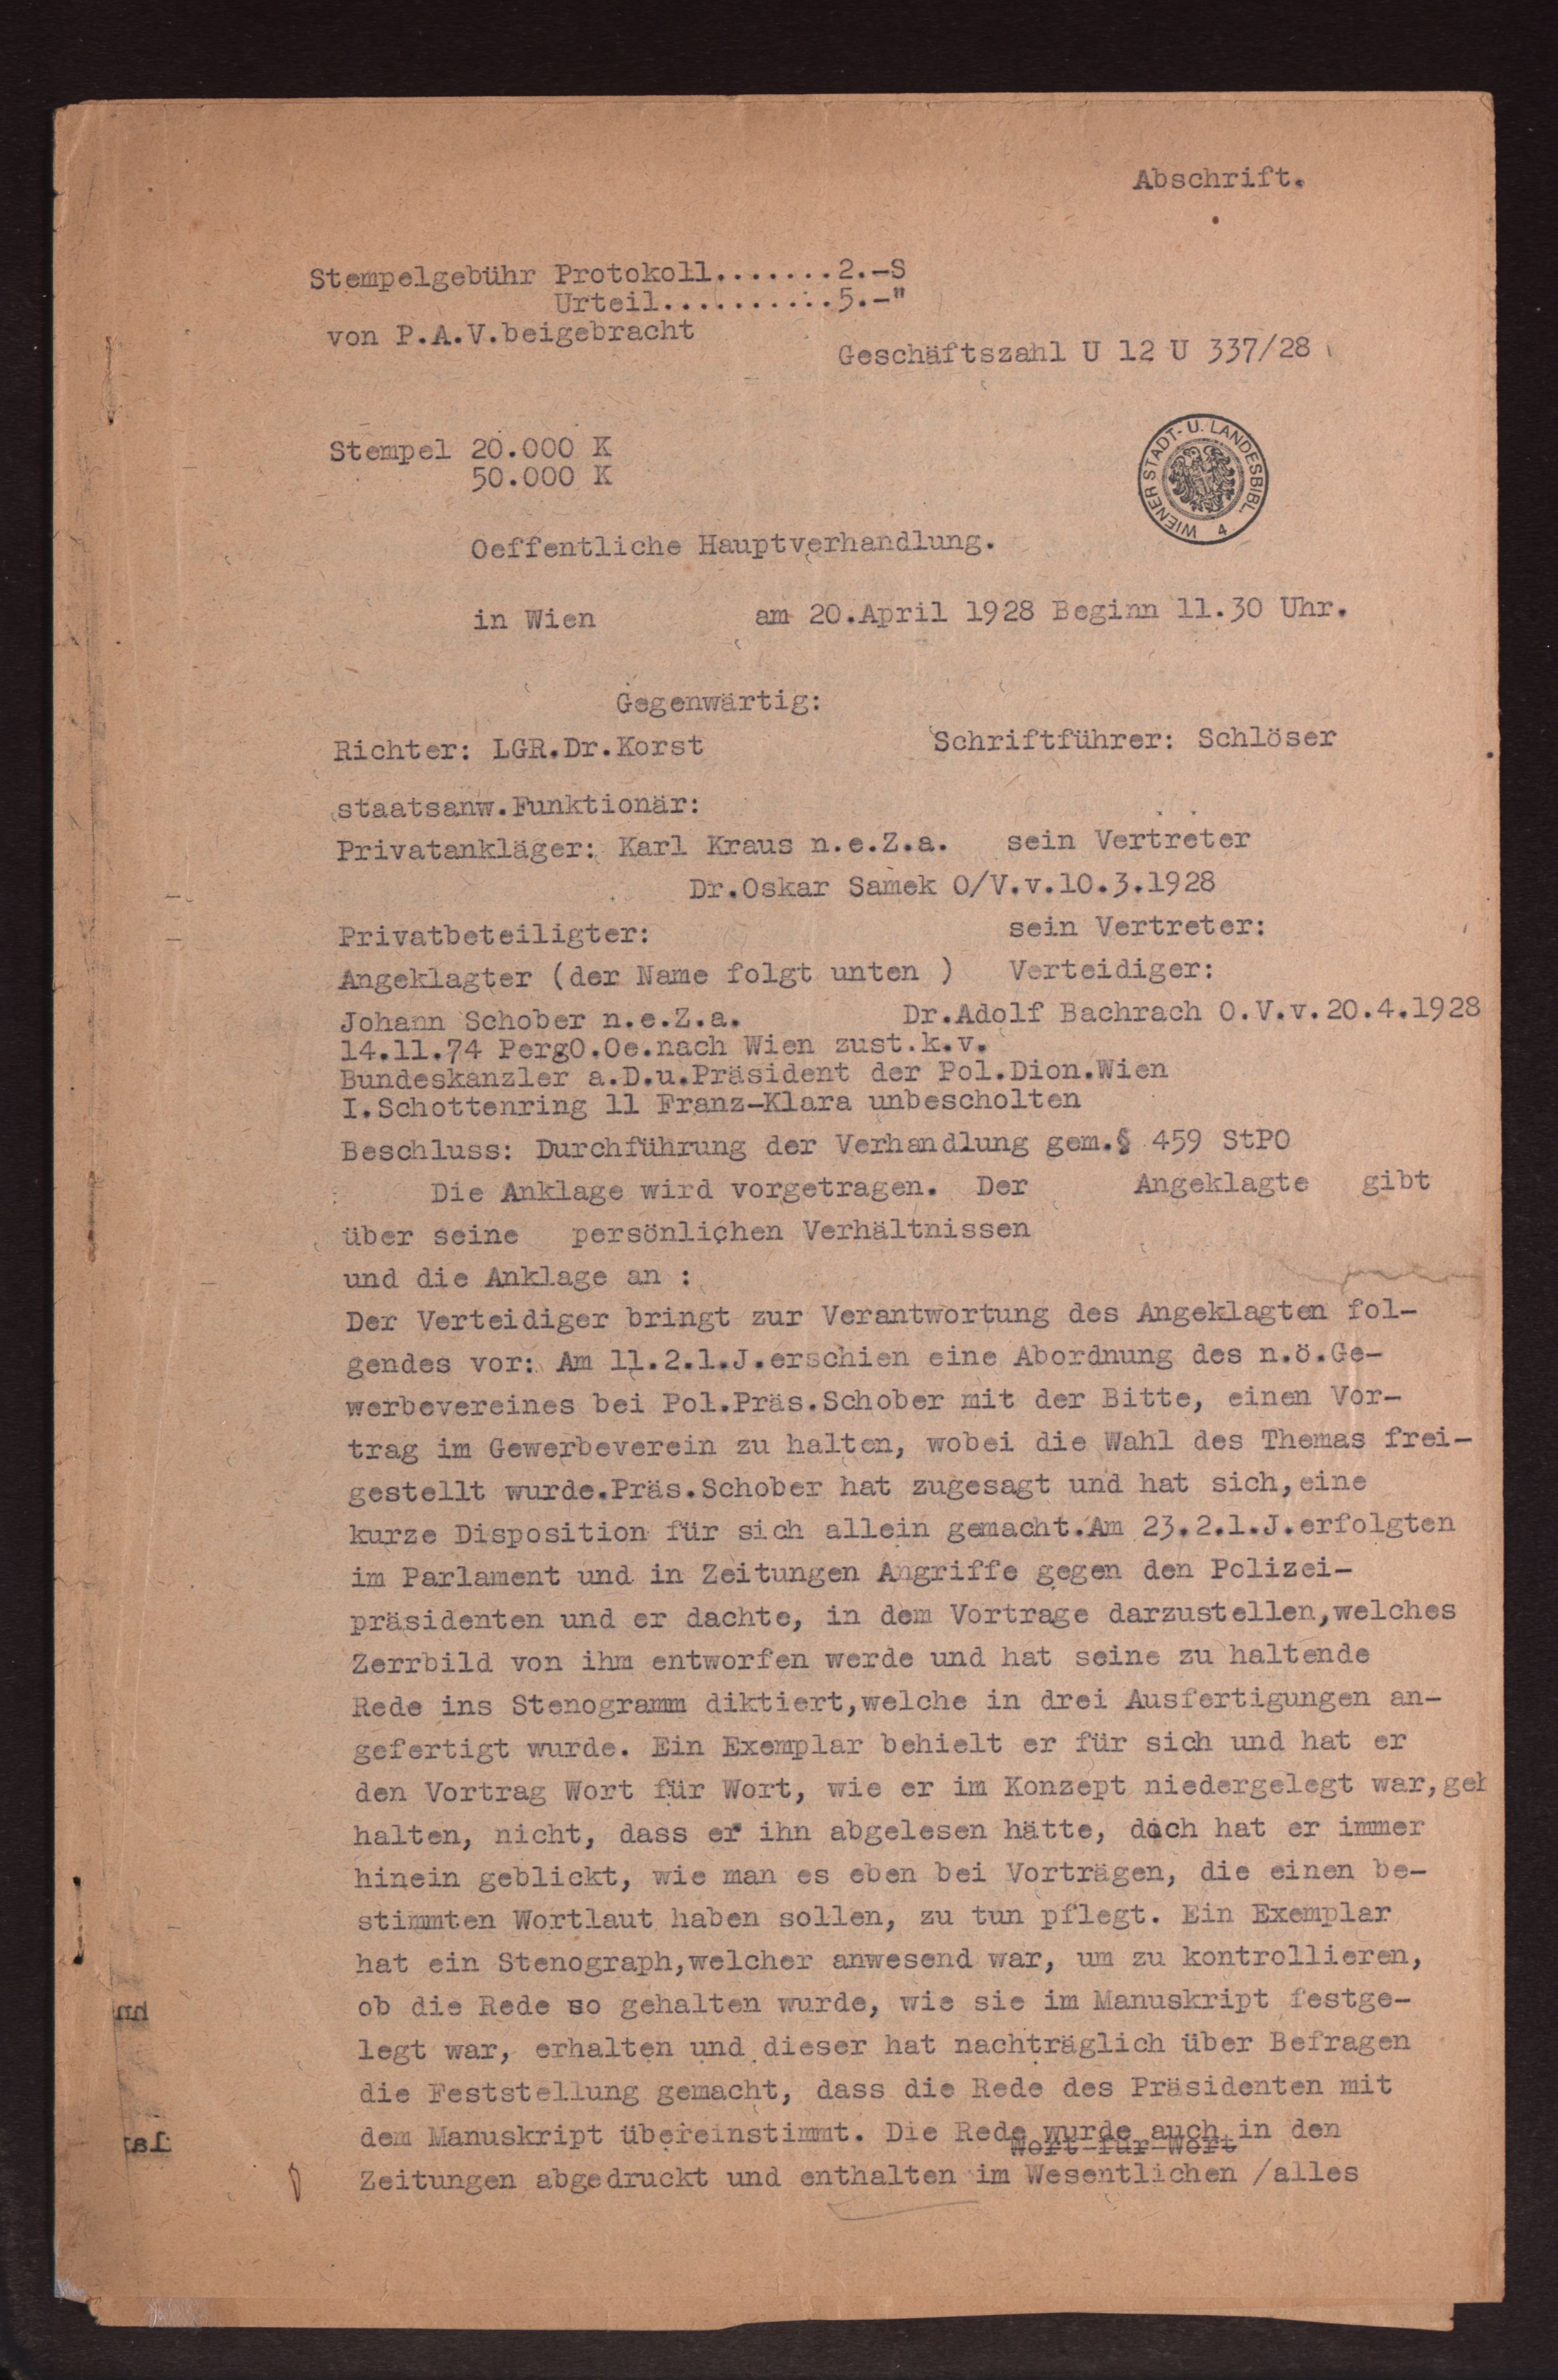 Abschrift.
Stempelgebühr Protokoll.......2.-S
Urteil..........5.-"
von P.A.V.beigebracht
Geschäftszahl U 12 U 337/28
Stempel 20.000 K
50.000 K
WIENER STADT- U. LANDESBIBL. 4
Oeffentliche Hauptverhandlung.
in Wien am 20.April 1928 Beginn 11.30 Uhr.
Gegenwärtig:
Richter: LGR.Dr.Korst Schriftführer: Schlöser
staatsanw.Funktionär:
Privatankläger: Karl Kraus n.e.Z.a. sein Vertreter
Dr.Oskar Samek O/V.v.10.3.1928
Privatbeteiligter: sein Vertreter:
Angeklagter (der Name folgt unten ) Verteidiger:
Johann Schober n.e.Z.a. Dr.Adolf Bachrach O.V.v.20.4.1928
14.11.74 PergO.Oe.nach Wien zust.k.v.
Bundeskanzler a.D.u.Präsident der Pol.Dion.Wien
I.Schottenring 11 Franz-Klara unbescholten
Beschluss: Durchführung der Verhandlung gem.§ 459 StPO
Die Anklage wird vorgetragen. Der Angeklagte gibt
über seine persönlichen Verhältnissen
und die Anklage an :
Der Verteidiger bringt zur Verantwortung des Angeklagten fol-
gendes vor: Am 11.2.l.J.erschien eine Abordnung des n.ö.Ge-
werbevereines bei Pol.Präs.Schober mit der Bitte, einen Vor-
trag im Gewerbeverein zu halten, wobei die Wahl des Themas frei-
gestellt wurde.Präs.Schober hat zugesagt und hat sich,eine
kurze Disposition für sich allein gemacht.Am 23.2.l.J.erfolgten
im Parlament und in Zeitungen Angriffe gegen den Polizei-
präsidenten und er dachte, in dem Vortrage darzustellen,welches
Zerrbild von ihm entworfen werde und hat seine zu haltende
Rede ins Stenogramm diktiert,welche in drei Ausfertigungen an-
gefertigt wurde. Ein Exemplar behielt er für sich und hat er
den Vortrag Wort für Wort, wie er im Konzept niedergelegt war,geh
halten, nicht, dass er ihn abgelesen hätte, doch hat er immer
hinein geblickt, wie man es eben bei Vorträgen, die einen be-
stimmten Wortlaut haben sollen, zu tun pflegt. Ein Exemplar
hat ein Stenograph,welcher anwesend war, um zu kontrollieren,
ob die Rede so gehalten wurde, wie sie im Manuskript festge-
legt war, erhalten und dieser hat nachträglich über Befragen
die Feststellung gemacht, dass die Rede des Präsidenten mit
dem Manuskript übereinstimmt. Die Rede wurde auch in den
Wort für Wort
Zeitungen abgedruckt und enthalten im Wesentlichen /alles